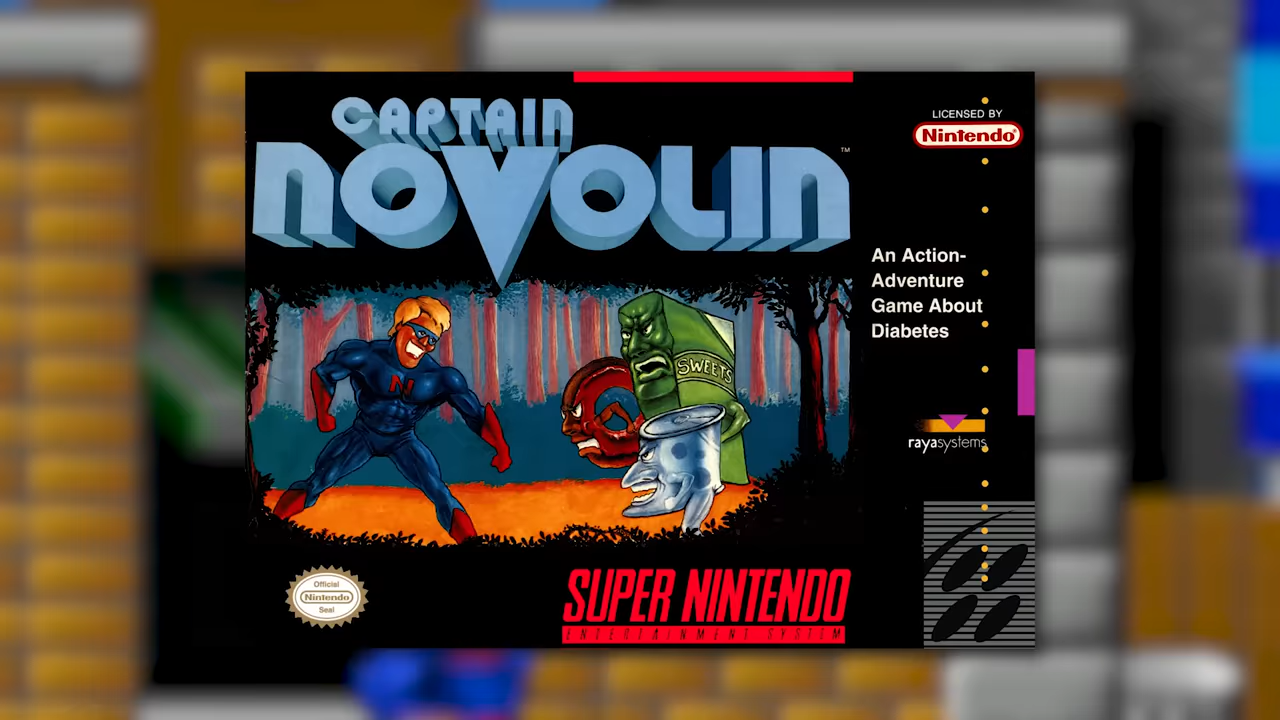 CAPTAIN
NOVOLIN™
LICENSED BY
Nintendo®
An Action-
Adventure
Game About
Diabetes
SWEETS
N
rayasystems
Official
Nintendo
Seal
SUPER NINTENDO
ENTERTAINMENT SYSTEM